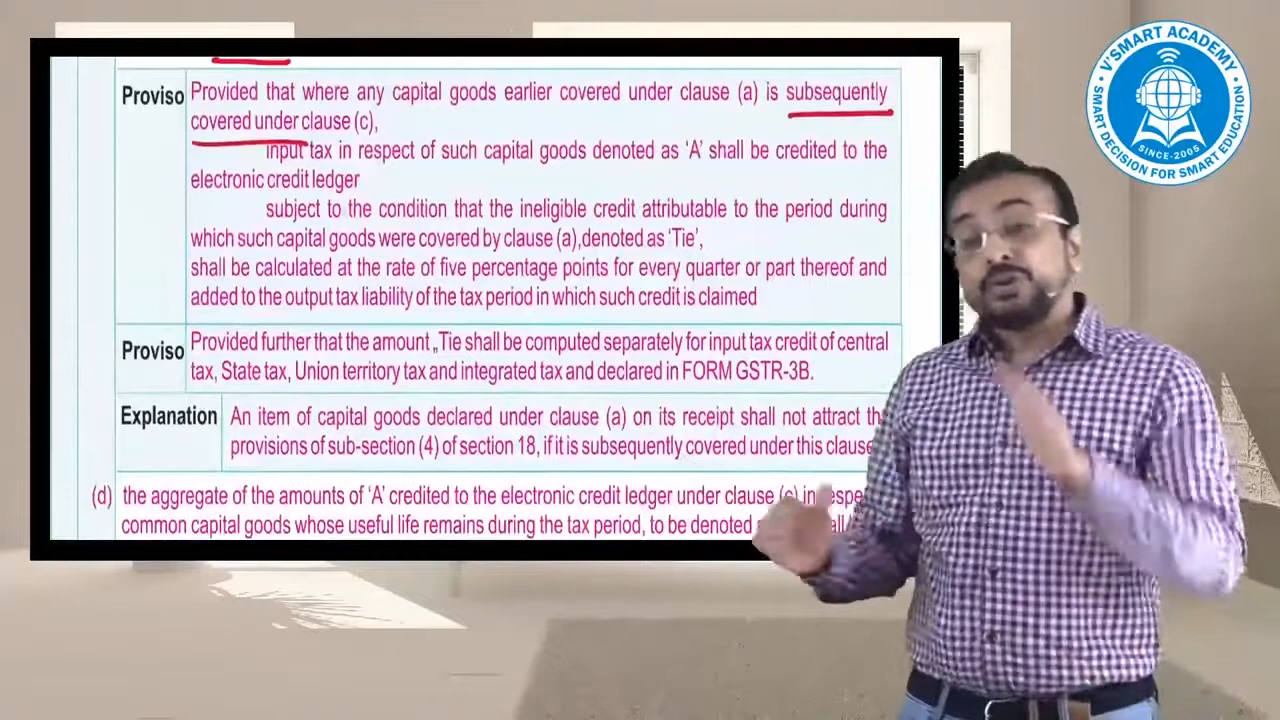 Proviso
Provided that where any capital goods earlier covered under clause (a) is subsequently
covered under clause (c),
input tax in respect of such capital goods denoted as 'A' shall be credited to the
electronic credit ledger
subject to the condition that the ineligible credit attributable to the period during
which such capital goods were covered by clause (a),denoted as 'Tie',
shall be calculated at the rate of five percentage points for every quarter or part thereof and
added to the output tax liability of the tax period in which such credit is claimed
Proviso
Provided further that the amount „Tie shall be computed separately for input tax credit of central
tax, State tax, Union territory tax and integrated tax and declared in FORM GSTR-3B.
Explanation
An item of capital goods declared under clause (a) on its receipt shall not attract
provisions of sub-section (4) of section 18, if it is subsequently covered under this clause
(d) the aggregate of the amounts of 'A' credited to the electronic credit ledger under clause (c) in
common capital goods whose useful life remains during the tax period, to be denoted
V'SMART ACADEMY
SINCE-2005
SMART DECISION FOR SMART EDUCATION